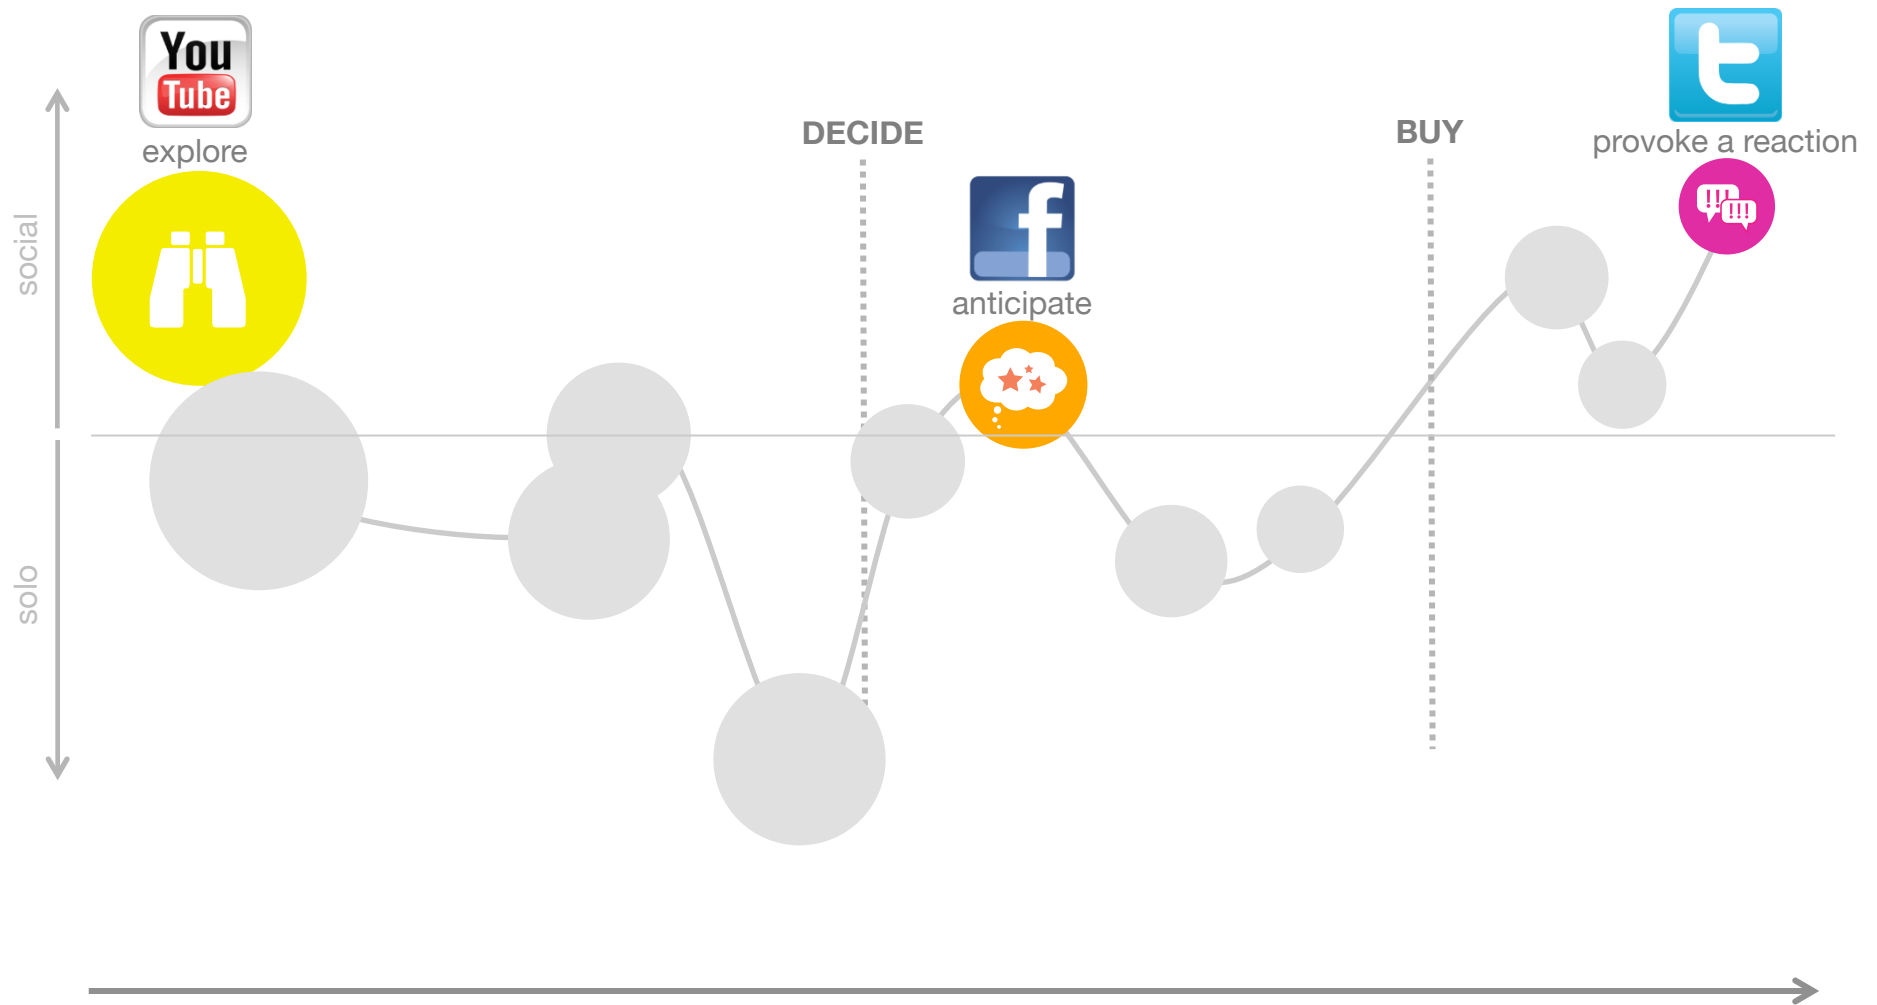 You
Tube
explore
DECIDE
BUY
t
provoke a reaction
f
anticipate
!!!
!!!
social
solo